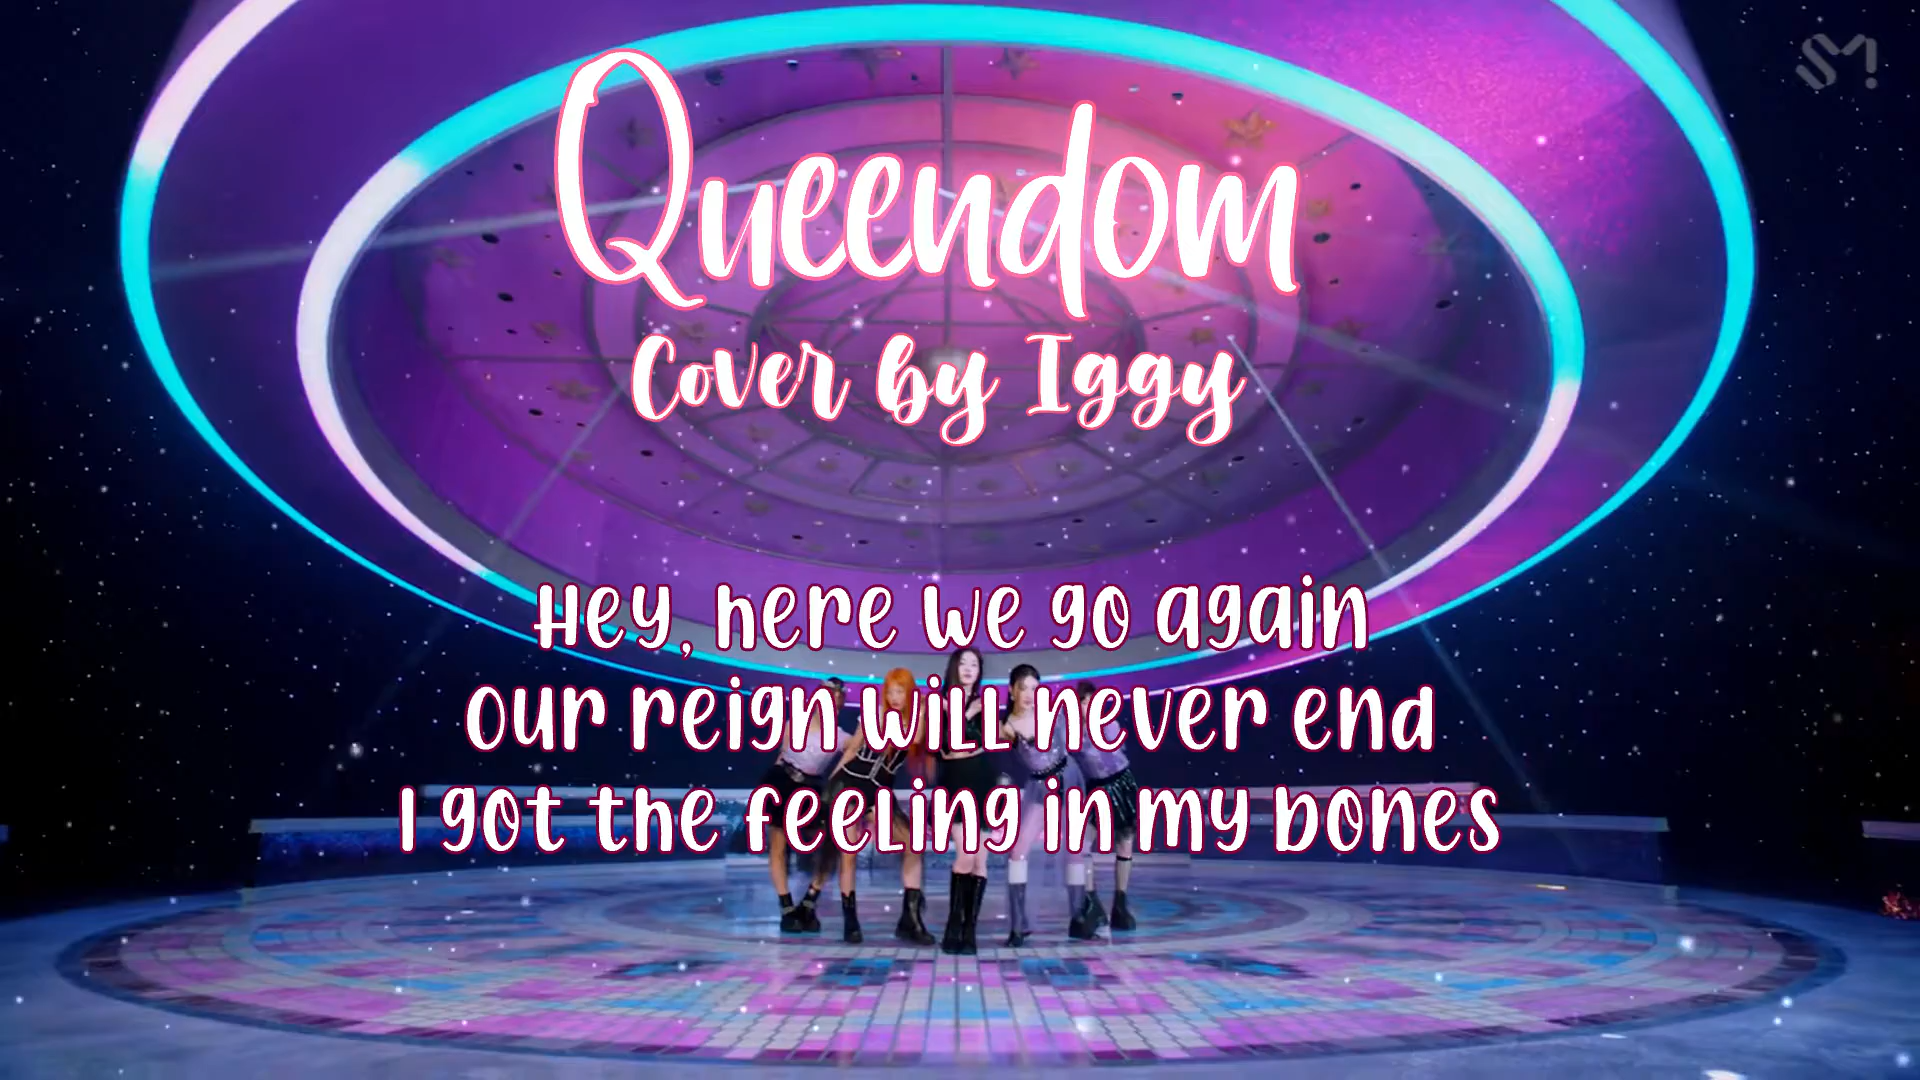 SM!
Queendom
Cover by Iggy
Hey, here we go again
our reign will never end
I got the feeling in my bones